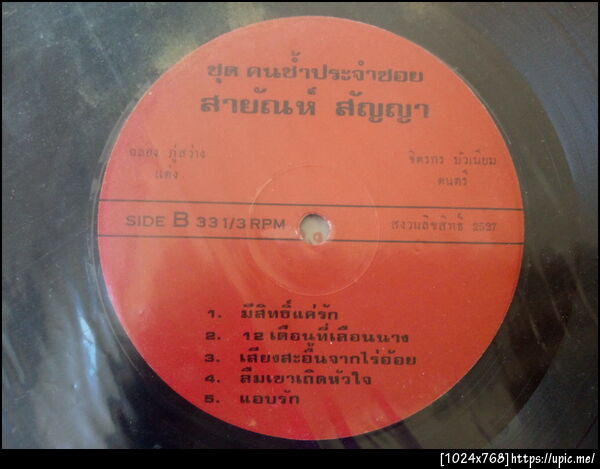 ชุด คนช้ำประจำซอย
สายัณห์ สัญญา
ฉลอง ภู่สว่าง
แต่ง
จิตรกร บัวเนียม
ดนตรี
SIDE B 33 1/3 RPM
สงวนลิขสิทธิ์ 2527
1. มีสิทธิ์แค่รัก
2. 12 เดือนที่เลือนนาง
3. เสียงสะอื้นจากไร่อ้อย
4. ลืมเขาเถิดหัวใจ
5. แอบรัก
[1024x768]https://upic.me/